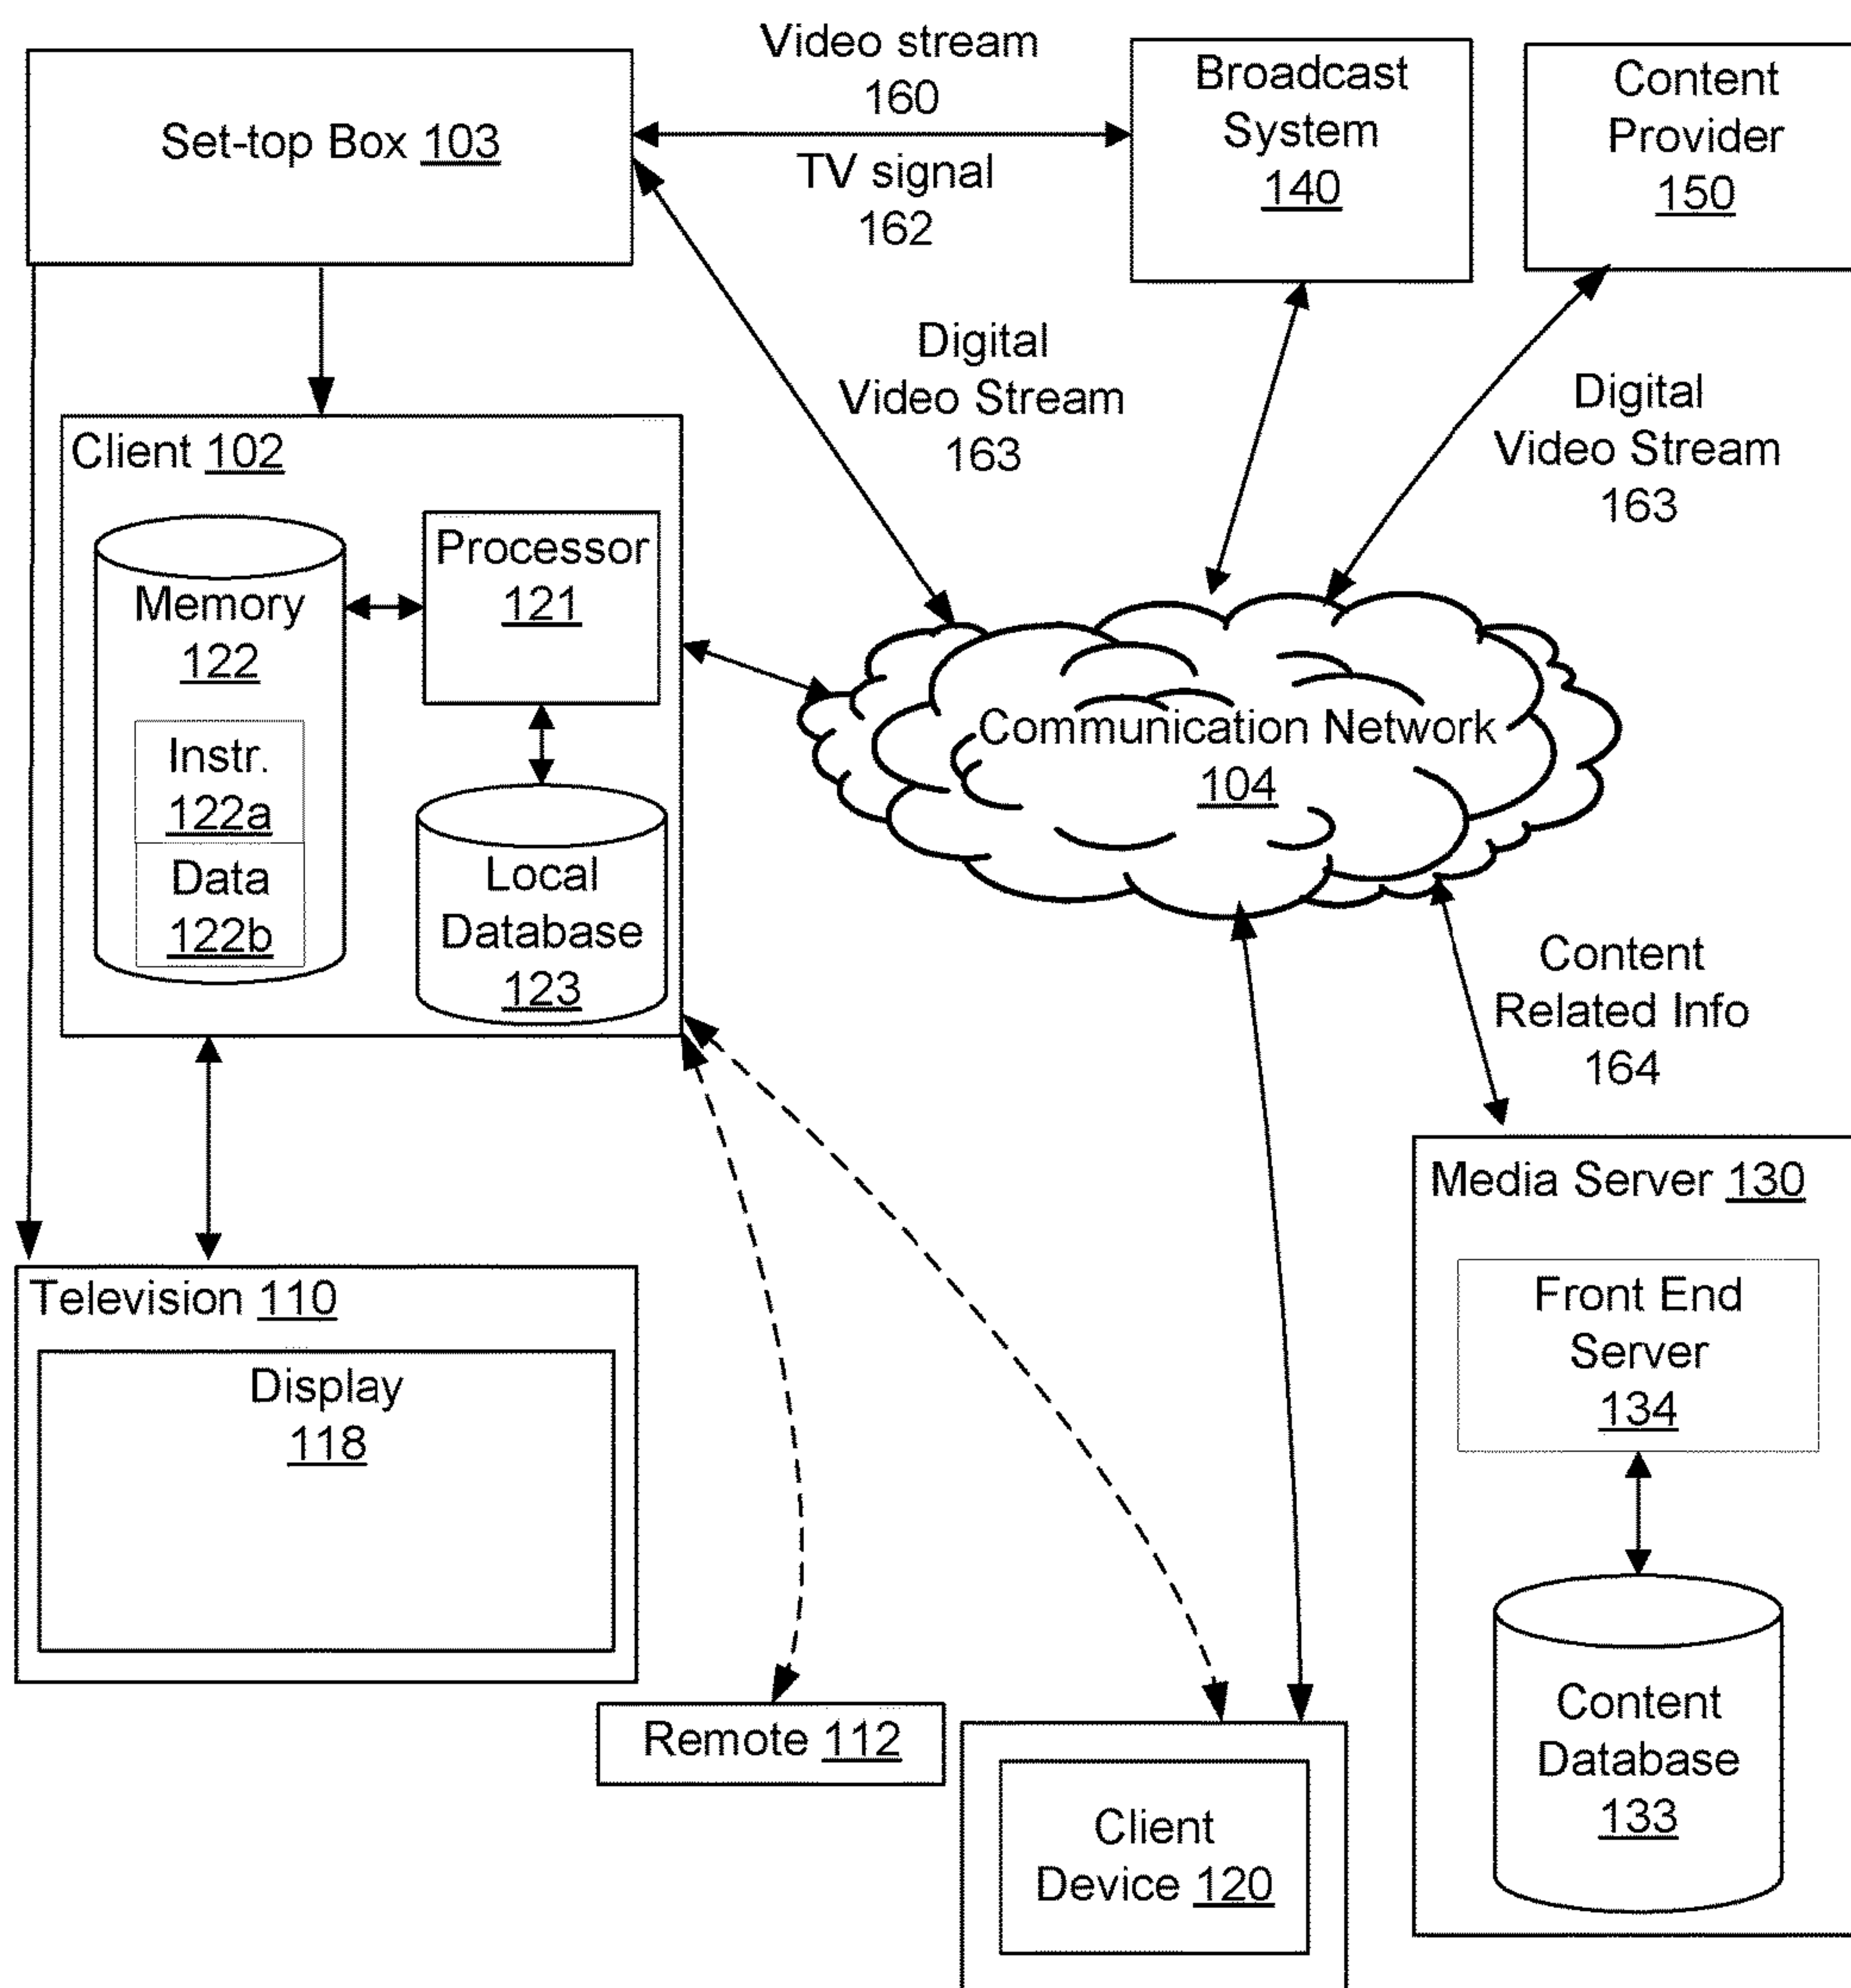 Video stream
160
TV signal
162
Set-top Box 103
Broadcast
System
140
Content
Provider
150
Digital
Video Stream
163
Digital
Video Stream
163
Client 102
Memory
122
Instr.
122a
Data
122b
Processor
121
Local
Database
123
Communication Network
104
Content
Related Info
164
Television 110
Display
118
Remote 112
Client
Device 120
Media Server 130
Front End
Server
134
Content
Database
133